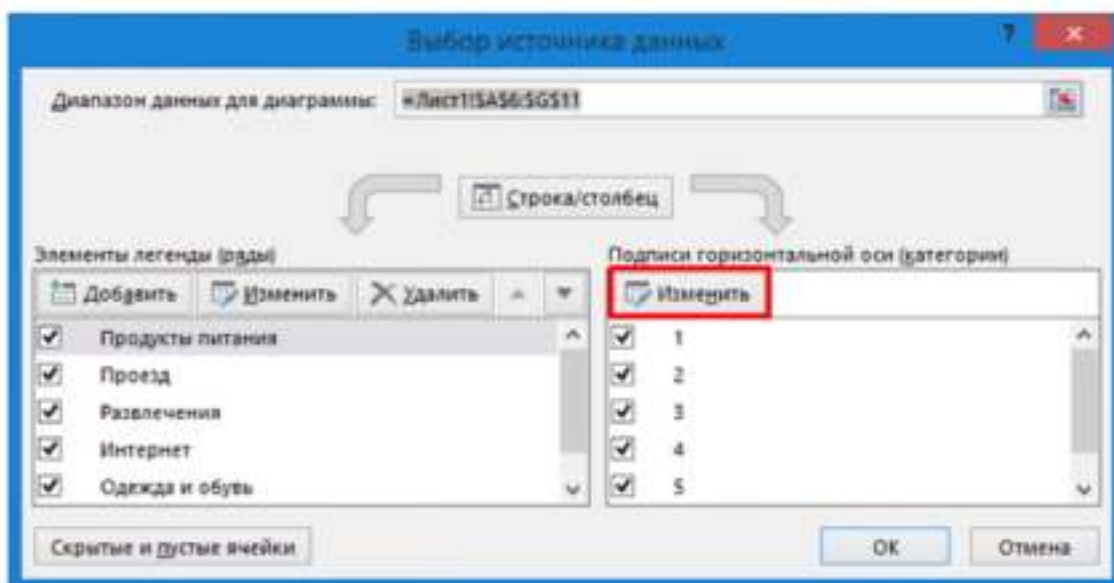 Выбор источника данных ?
Диапазон данных для диаграммы: =Лист1!$A$6:$G$11
Строка/столбец
Элементы легенды (ряды)
Подписи горизонтальной оси (категории)
Добавить Изменить Удалить
Изменить
Продукты питания
1
Проезд
2
Развлечения
3
Интернет
4
Одежда и обувь
5
Скрытые и пустые ячейки
ОК Отмена